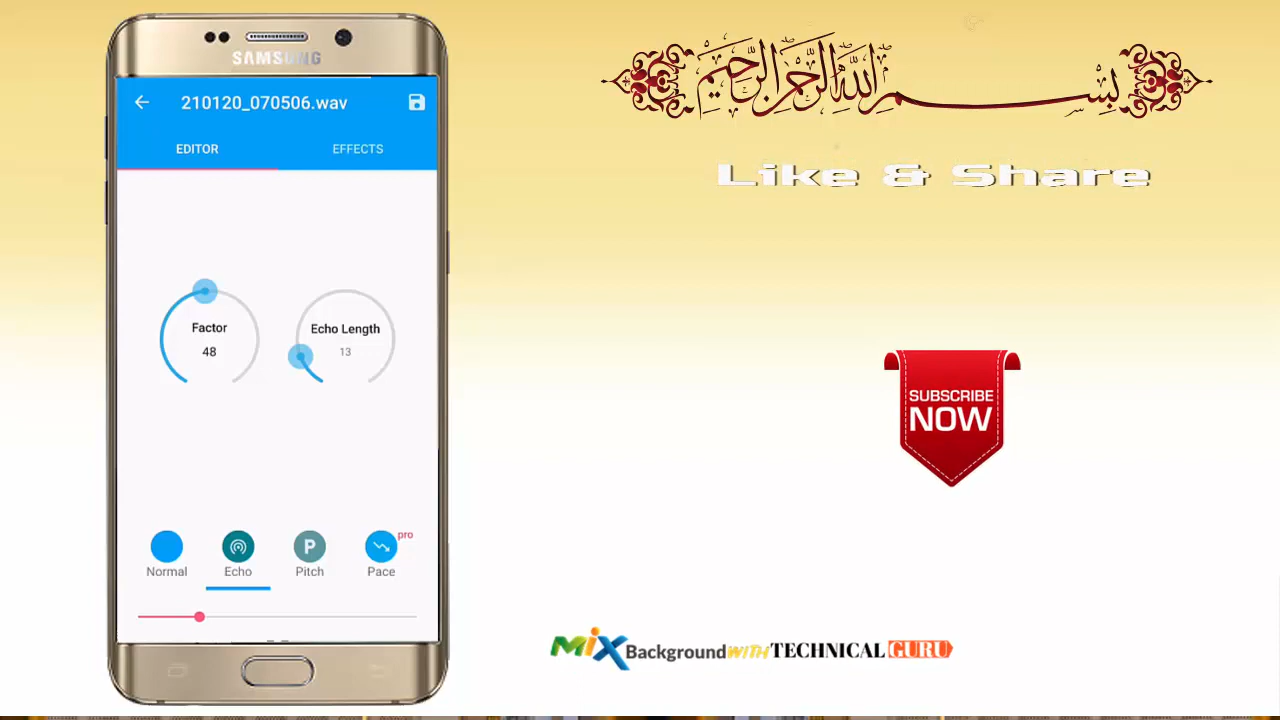 SAMSUNG
210120_070506.wav
EDITOR EFFECTS
Factor
48
Echo Length
13
pro
P
Normal Echo Pitch Pace
بسم الله الرحمن الرحيم
Like & Share
SUBSCRIBE
NOW
MiX Background WITH TECHNICAL GURU